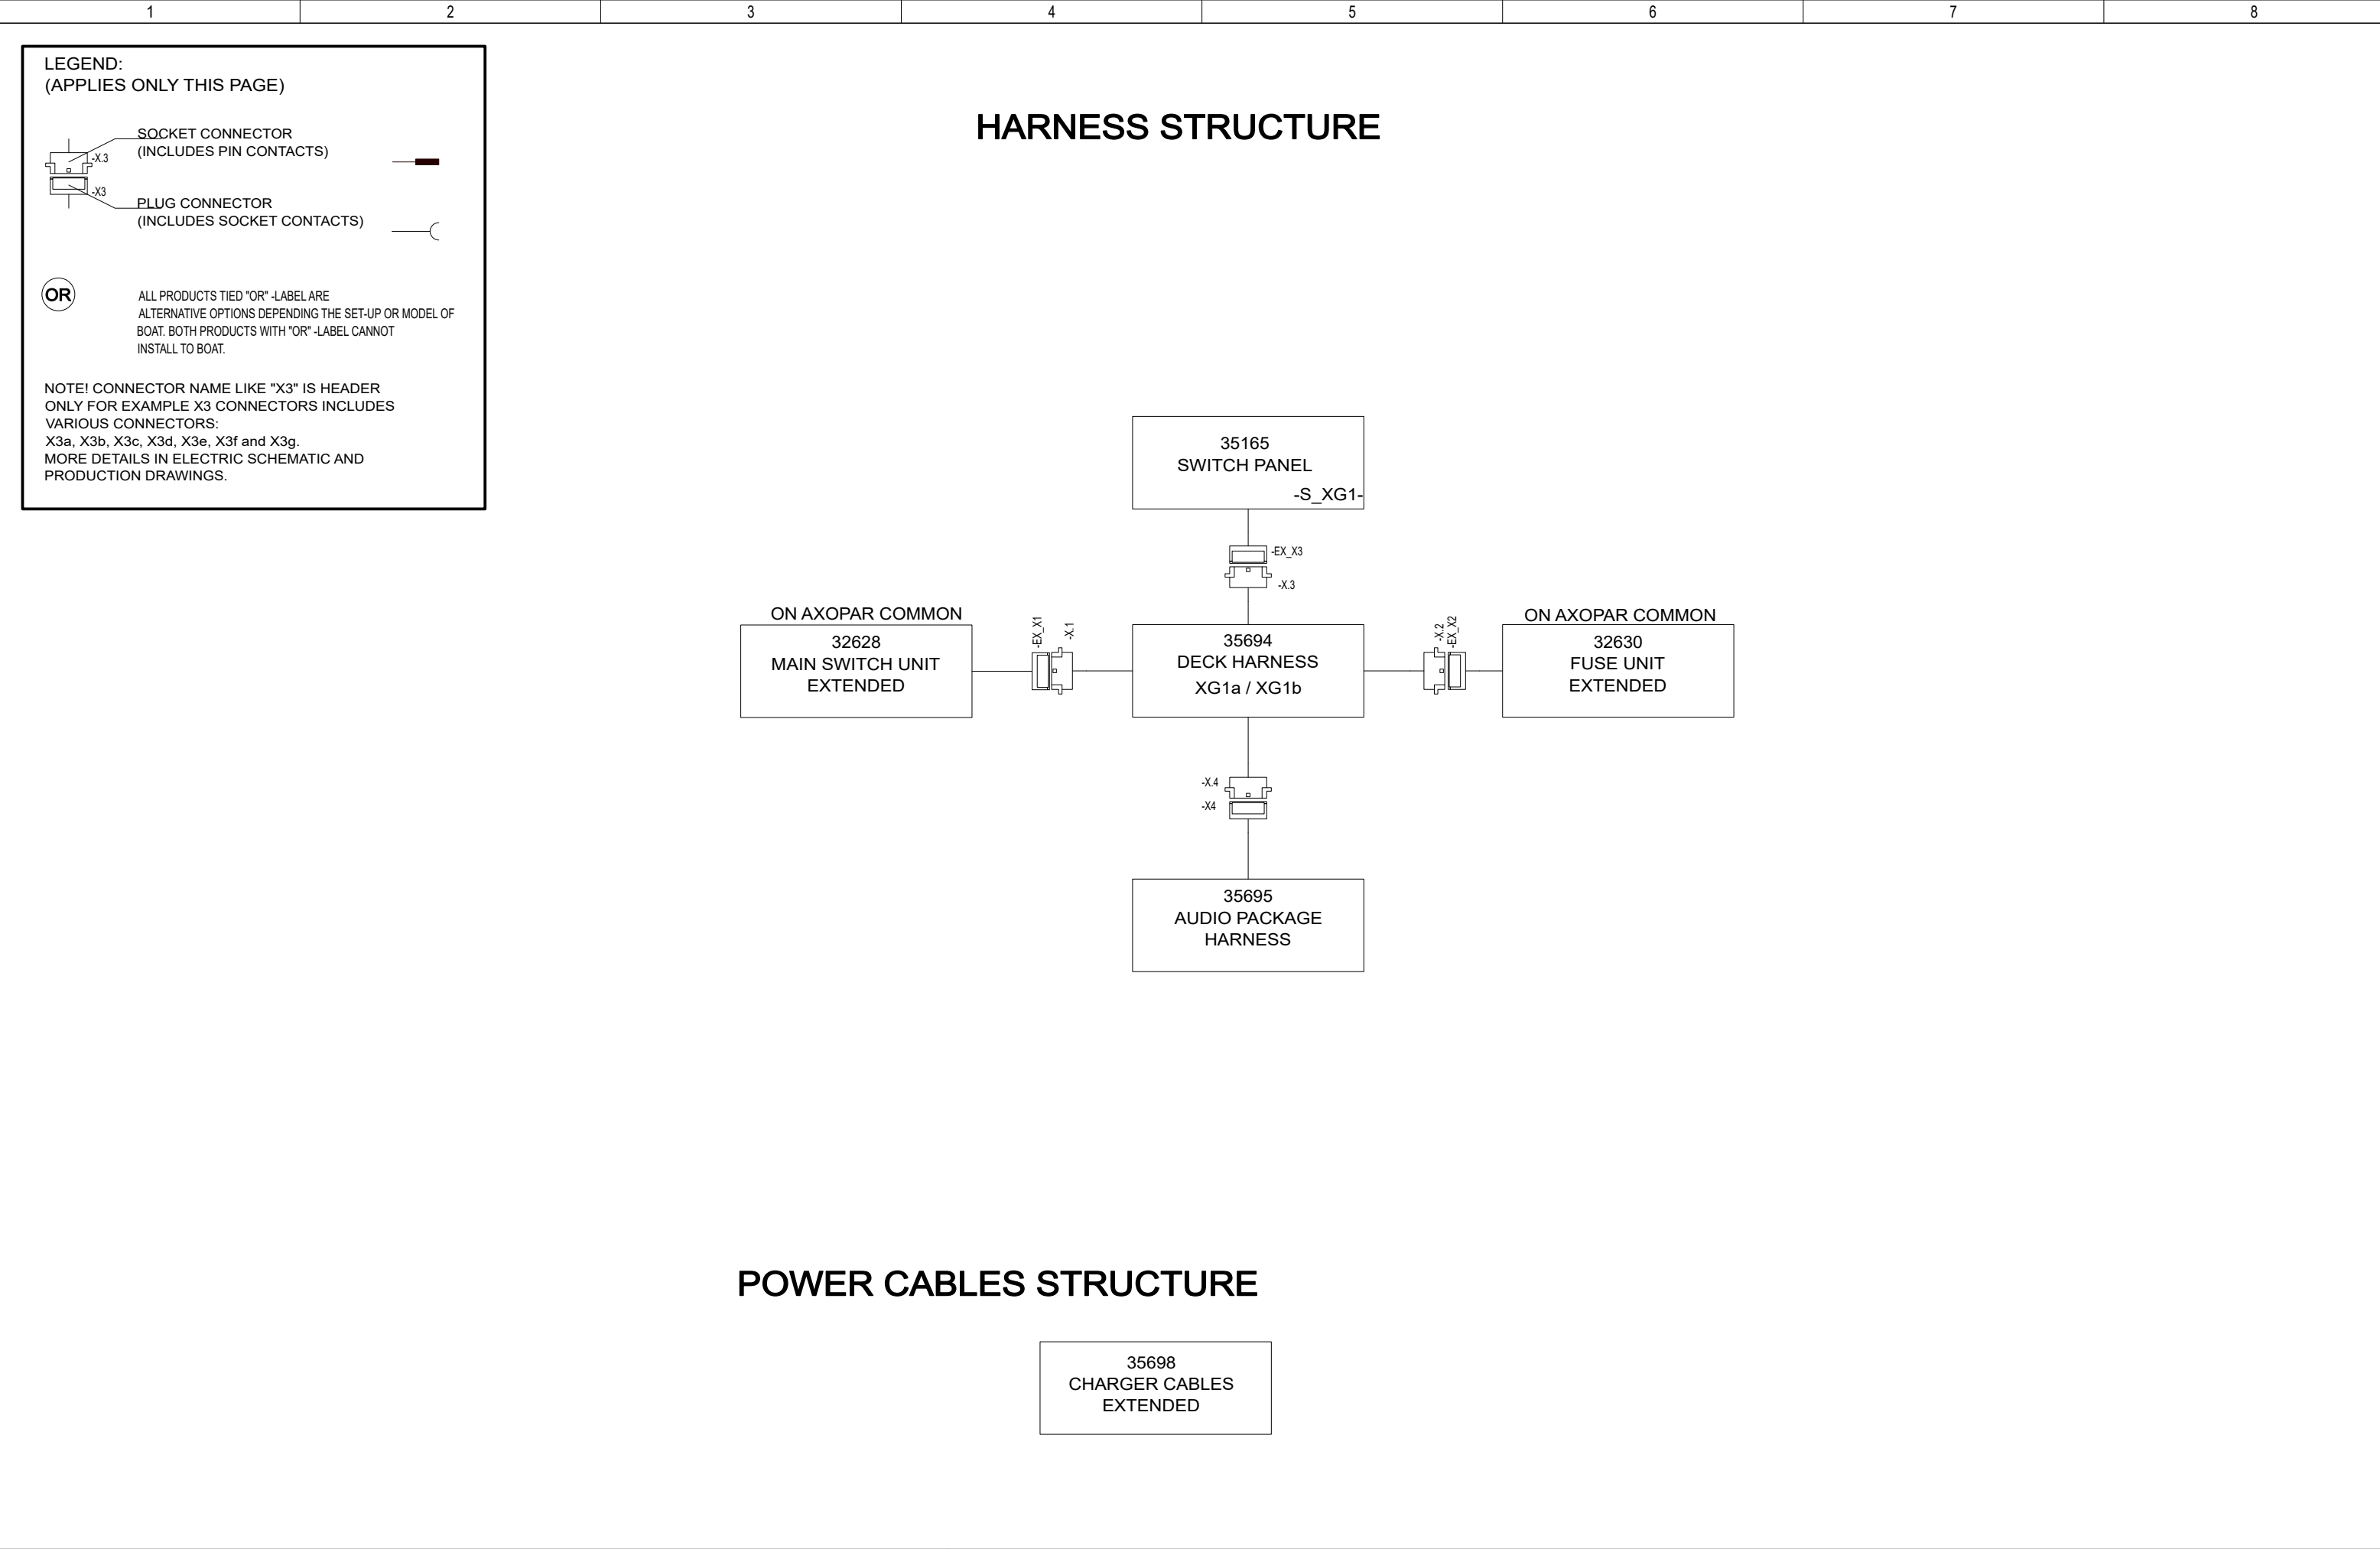 1 2 3 4 5 6 7 8
LEGEND:
(APPLIES ONLY THIS PAGE)
SOCKET CONNECTOR
(INCLUDES PIN CONTACTS)
-X.3
-X3
PLUG CONNECTOR
(INCLUDES SOCKET CONTACTS)
OR
ALL PRODUCTS TIED "OR" -LABEL ARE
ALTERNATIVE OPTIONS DEPENDING THE SET-UP OR MODEL OF
BOAT. BOTH PRODUCTS WITH "OR" -LABEL CANNOT
INSTALL TO BOAT.
NOTE! CONNECTOR NAME LIKE "X3" IS HEADER
ONLY FOR EXAMPLE X3 CONNECTORS INCLUDES
VARIOUS CONNECTORS:
X3a, X3b, X3c, X3d, X3e, X3f and X3g.
MORE DETAILS IN ELECTRIC SCHEMATIC AND
PRODUCTION DRAWINGS.
HARNESS STRUCTURE
35165
SWITCH PANEL
-S_XG1-
-EX_X3
-X.3
ON AXOPAR COMMON
32628
MAIN SWITCH UNIT
EXTENDED
-EX_X1
-X.1
35694
DECK HARNESS
XG1a / XG1b
-X.2
-EX_X2
ON AXOPAR COMMON
32630
FUSE UNIT
EXTENDED
-X.4
-X4
35695
AUDIO PACKAGE
HARNESS
POWER CABLES STRUCTURE
35698
CHARGER CABLES
EXTENDED